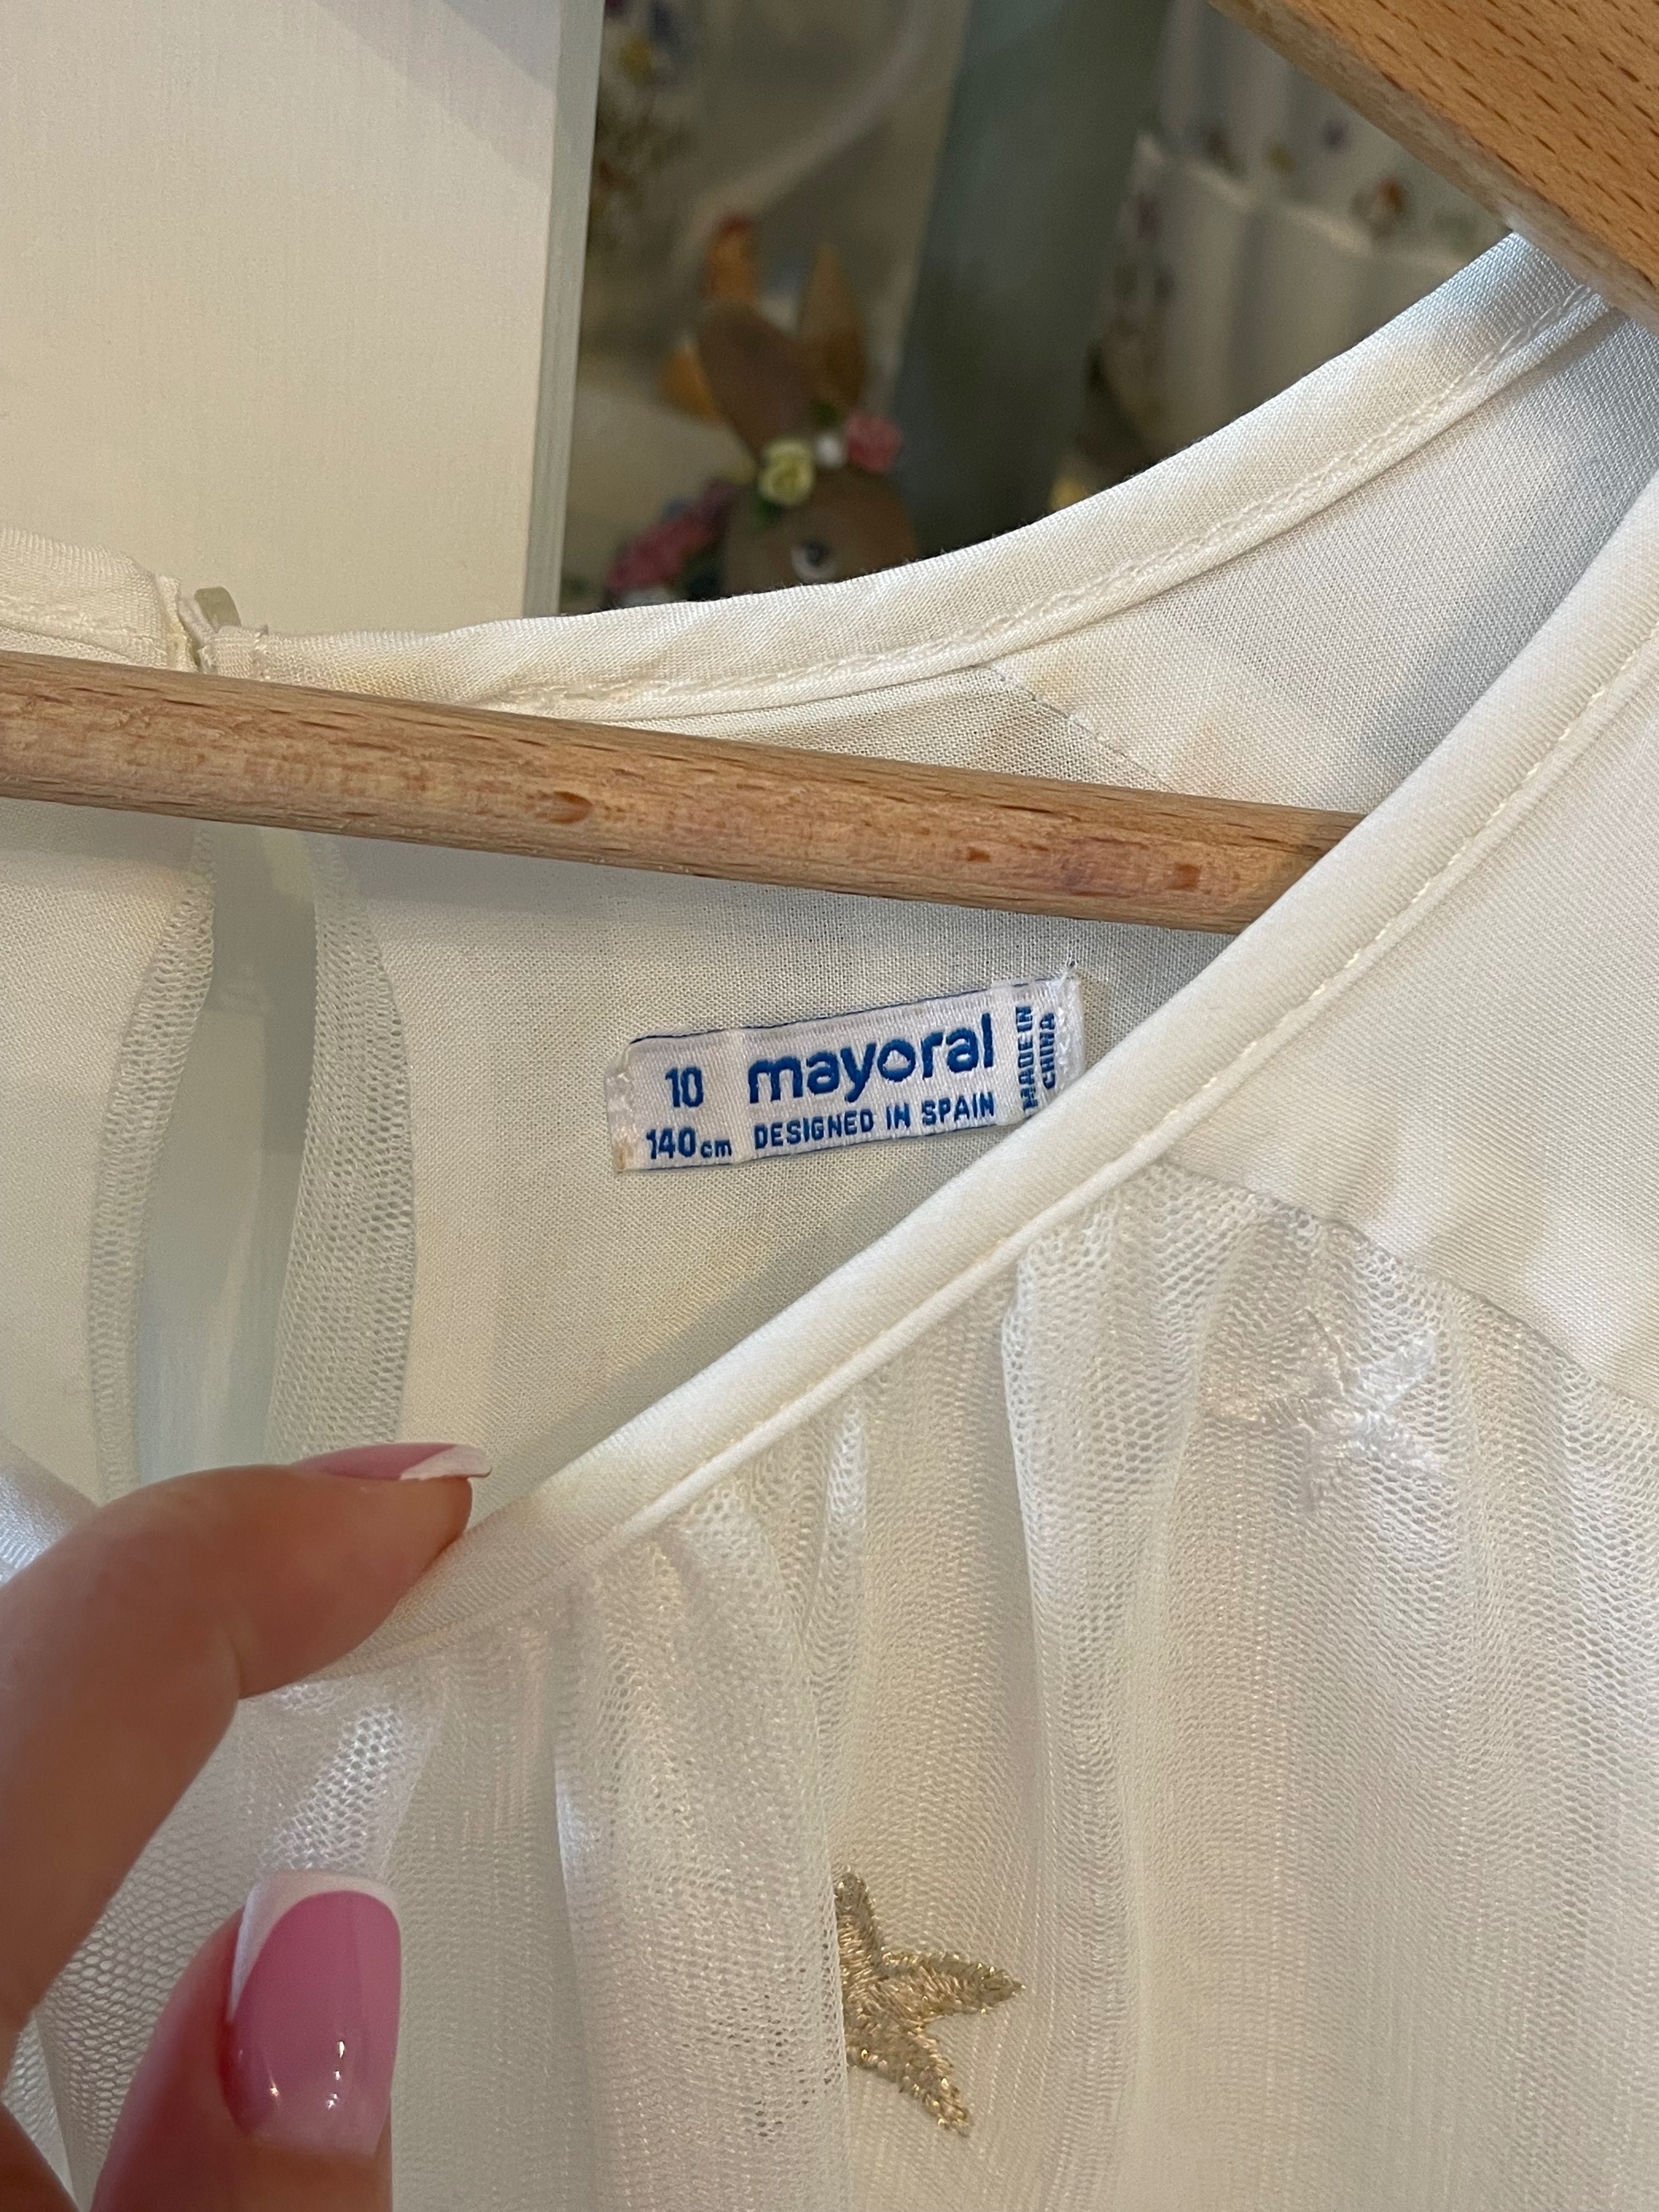 10 mayoral
140cm DESIGNED IN SPAIN
MADE IN
CHINA